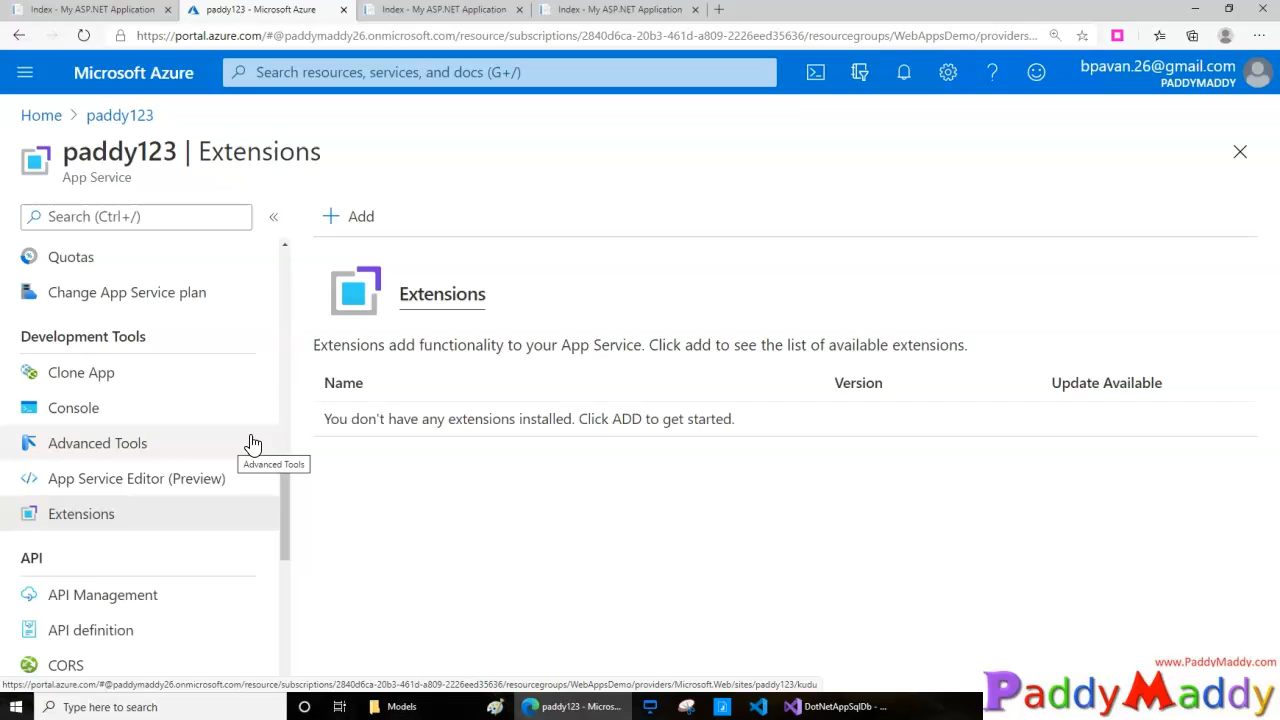 Index - My ASP.NET Application
paddy123 - Microsoft Azure
Index - My ASP.NET Application
Index - My ASP.NET Application
https://portal.azure.com/#@paddymaddy26.onmicrosoft.com/resource/subscriptions/2840d6ca-20b3-461d-a809-2226eed35636/resourcegroups/WebAppsDemo/providers...
Microsoft Azure
Search resources, services, and docs (G+/)
bpavan.26@gmail.com
PADDYMADDY
Home > paddy123
paddy123 | Extensions
App Service
Search (Ctrl+/)
«
Add
Quotas
Change App Service plan
Development Tools
Clone App
Console
Advanced Tools
Advanced Tools
App Service Editor (Preview)
Extensions
API
API Management
API definition
CORS
Extensions
Extensions add functionality to your App Service. Click add to see the list of available extensions.
Name Version Update Available
You don't have any extensions installed. Click ADD to get started.
https://portal.azure.com/#@paddymaddy26.onmicrosoft.com/resource/subscriptions/2840d6ca-20b3-461d-a809-2226eed35636/resourcegroups/WebAppsDemo/providers/Microsoft.Web/sites/paddy123/kudu
www.PaddyMaddy.com
PaddyMaddy
Type here to search
Models
paddy123 - Micros...
DotNetAppSqlDb - ...